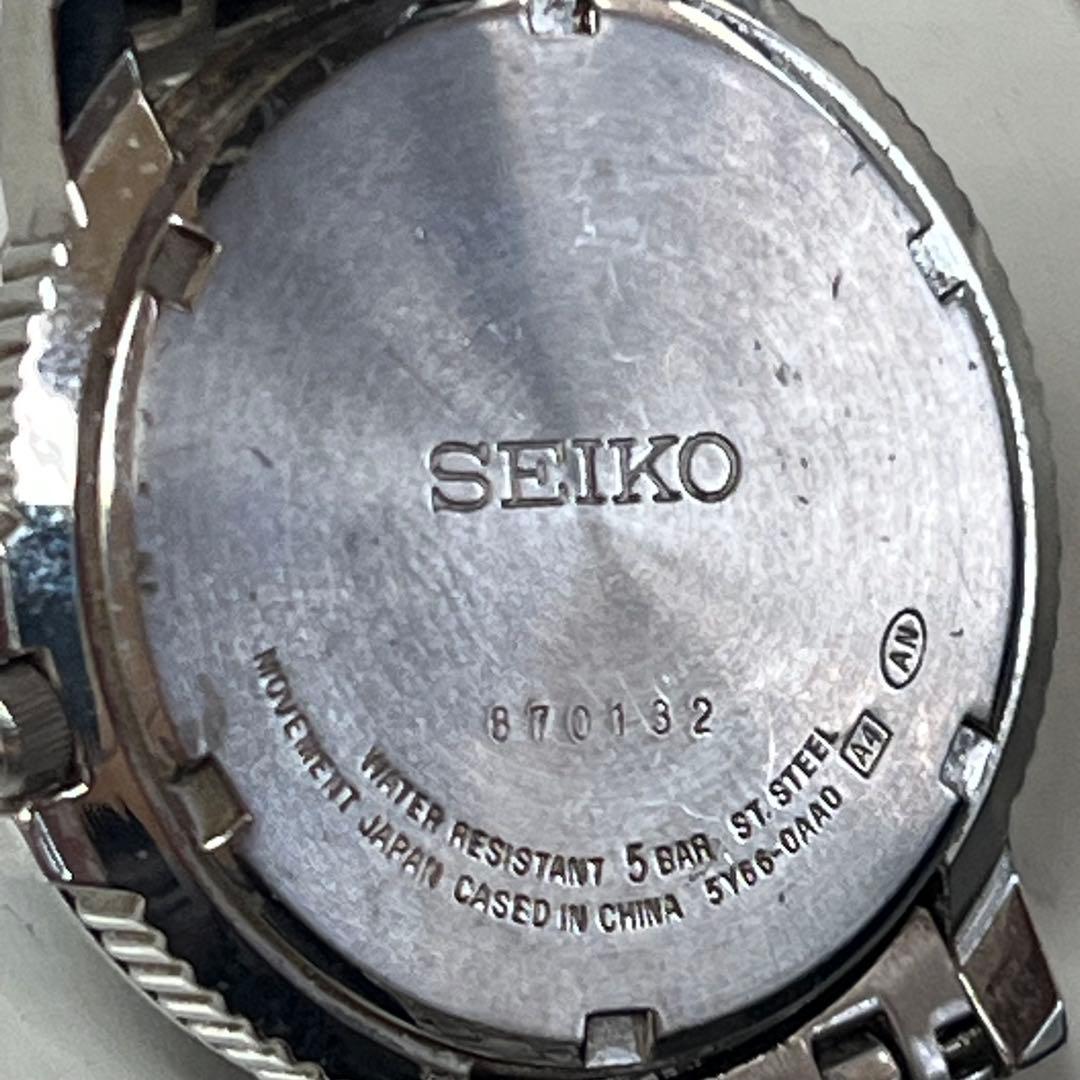 SEIKO
870132
WATER RESISTANT 5 BAR ST. STEEL
MOVEMENT JAPAN CASED IN CHINA 5Y66-0AA0 A4 AN